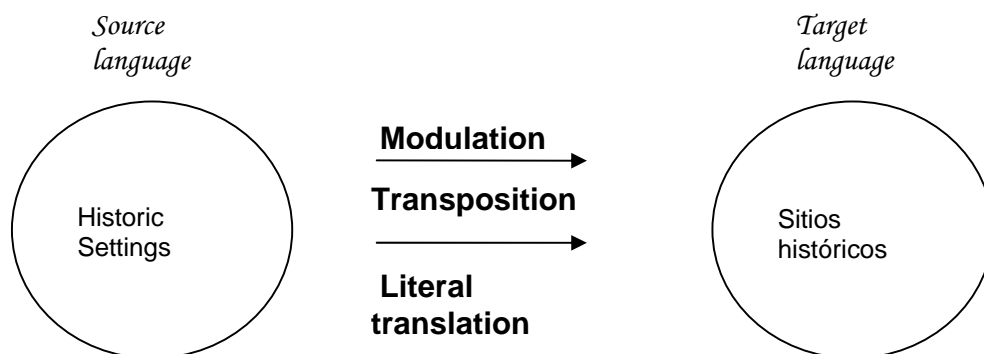 Source
language
Target
language
Modulation
Transposition
Literal
translation
Historic
Settings
Sitios
históricos